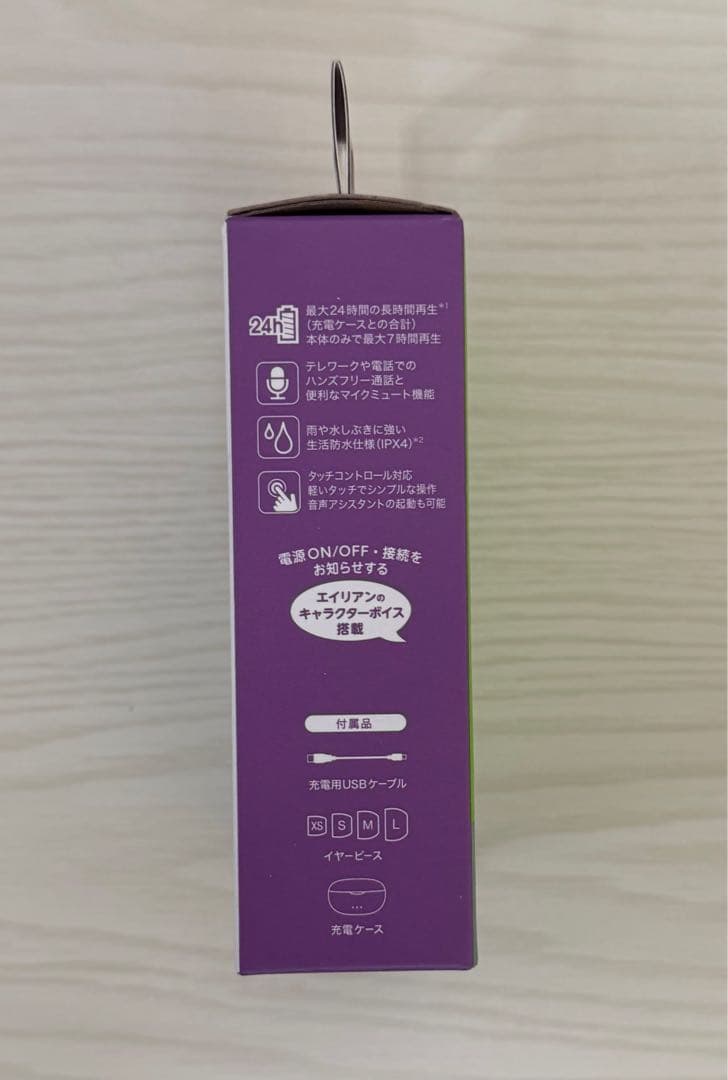 24h
最大24時間の長時間再生※1
(充電ケースとの合計)
本体のみで最大7時間再生
テレワークや電話での
ハンズフリー通話と
便利なマイクミュート機能
雨や水しぶきに強い
生活防水仕様(IPX4)※2
タッチコントロール対応
軽いタッチでシンプルな操作
音声アシスタントの起動も可能
電源ON/OFF・接続を
お知らせする
エイリアンの
キャラクターボイス
搭載
付属品
充電用USBケーブル
XS S M L
イヤーピース
充電ケース